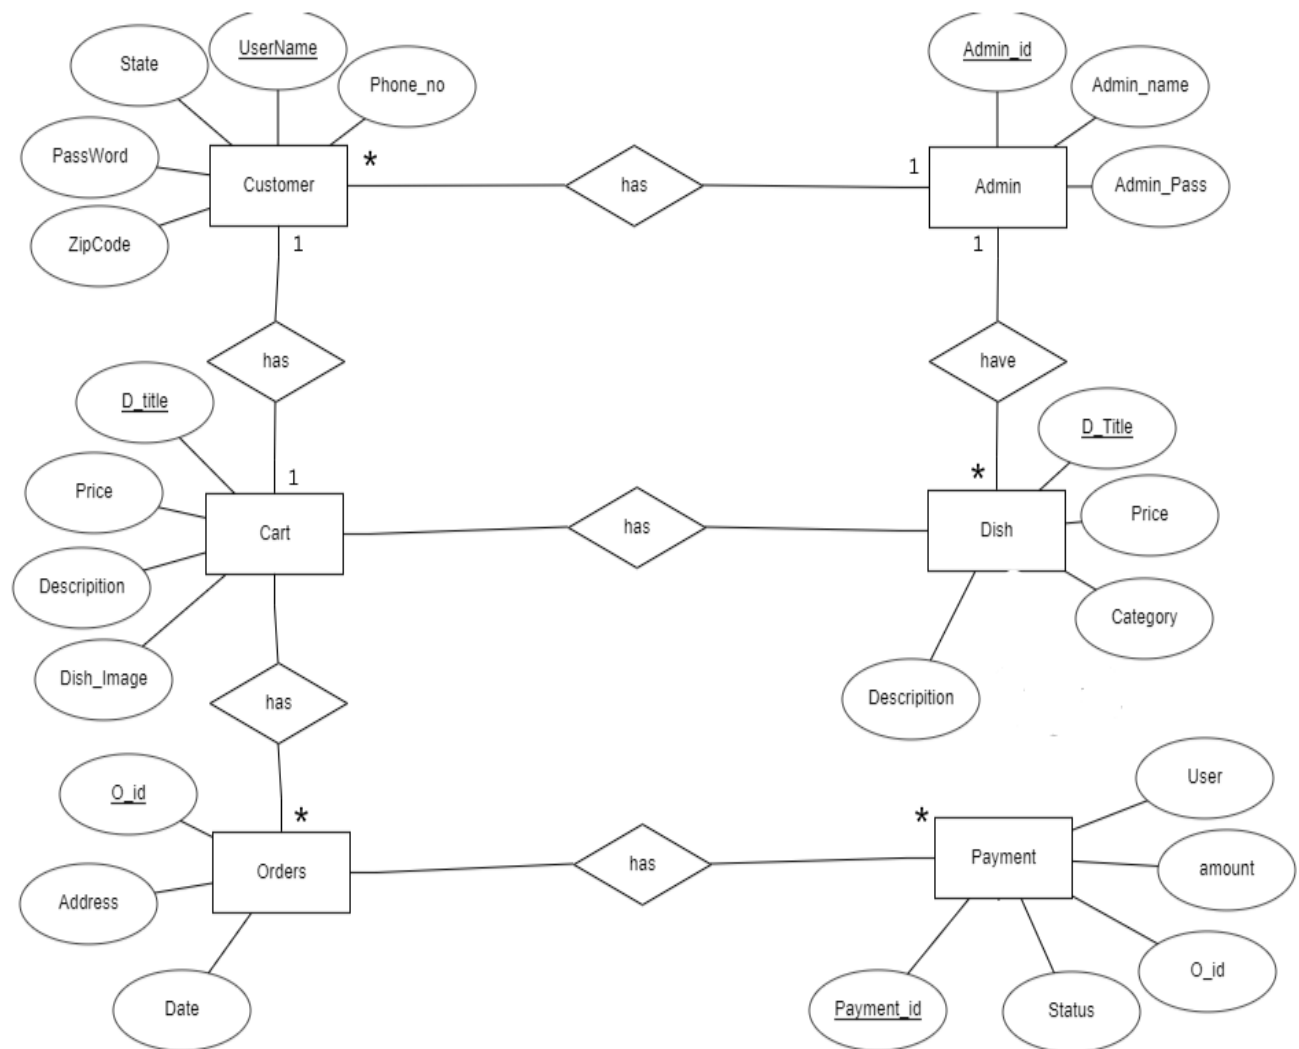 UserName
State
Phone_no
PassWord
Customer
ZipCode
*
has
1
Admin_id
Admin_name
Admin
Admin_Pass
1
1
has
have
D_title
1
*
D_Title
Price
Cart
has
Dish
Price
Descripition
Category
Dish_Image
has
Descripition
O_id
*
*
User
Orders
has
Payment
amount
Address
O_id
Date
Payment_id
Status